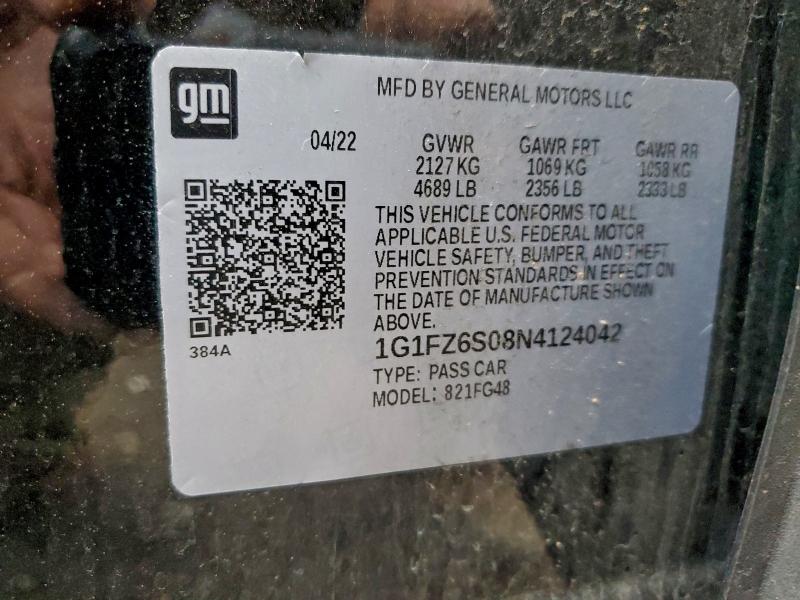 gm
MFD BY GENERAL MOTORS LLC
04/22 GVWR GAWR FRT GAWR RR
2127 KG 1069 KG 1058 KG
4689 LB 2356 LB 2333 LB
THIS VEHICLE CONFORMS TO ALL
APPLICABLE U.S. FEDERAL MOTOR
VEHICLE SAFETY, BUMPER, AND THEFT
PREVENTION STANDARDS IN EFFECT ON
THE DATE OF MANUFACTURE SHOWN
ABOVE.
384A
1G1FZ6S08N4124042
TYPE: PASS CAR
MODEL: 821FG48